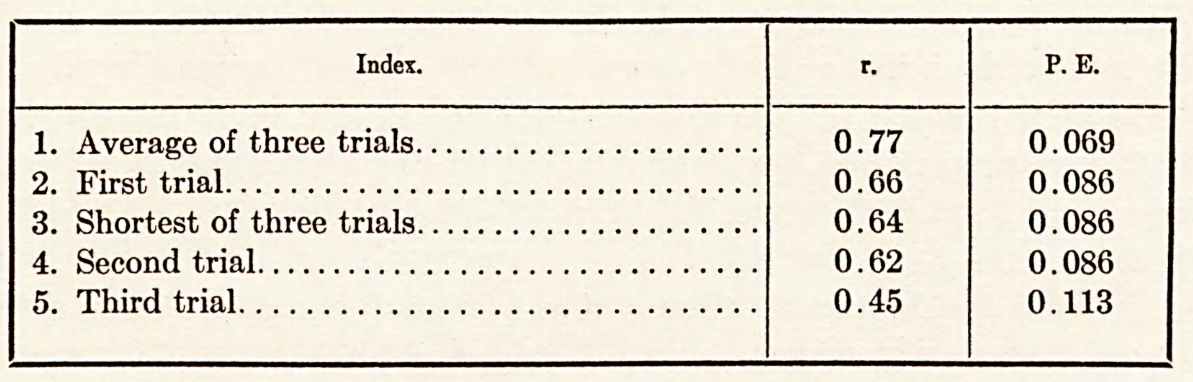 Index. r. P. E.
1. Average of three trials...................... 0.77 0.069
2. First trial.................................. 0.66 0.086
3. Shortest of three trials..................... 0.64 0.086
4. Second trial................................ 0.62 0.086
5. Third trial................................. 0.45 0.113